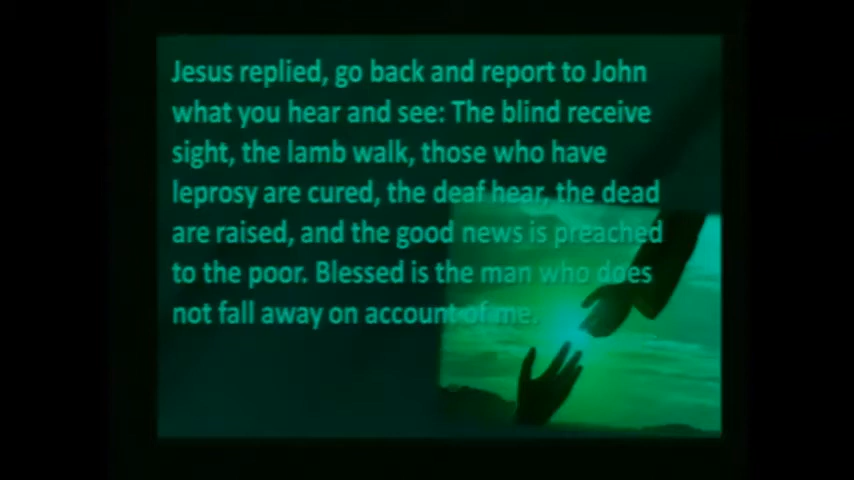 Jesus replied, go back and report to John
what you hear and see: The blind receive
sight, the lamb walk, those who have
leprosy are cured, the deaf hear, the dead
are raised, and the good news is preached
to the poor. Blessed is the man who does
not fall away on account of me.